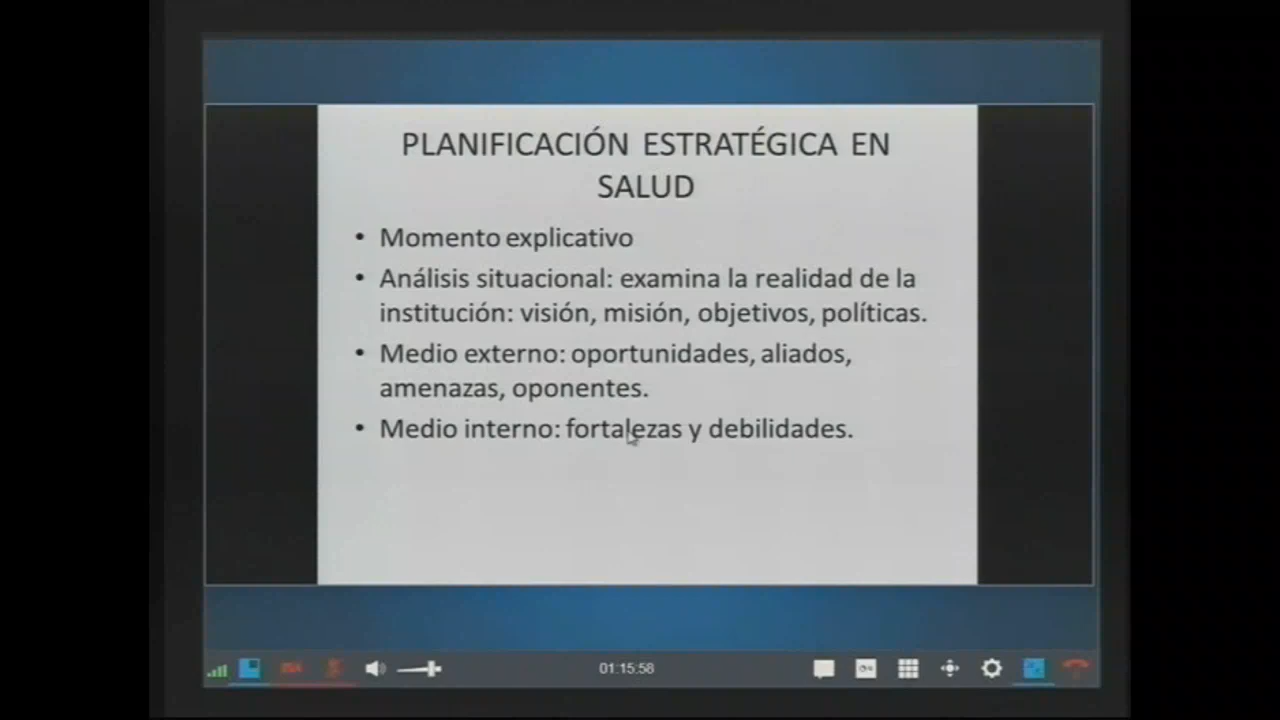 PLANIFICACIÓN ESTRATÉGICA EN
SALUD
• Momento explicativo
• Análisis situacional: examina la realidad de la
institución: visión, misión, objetivos, políticas.
• Medio externo: oportunidades, aliados,
amenazas, oponentes.
• Medio interno: fortalezas y debilidades.
01:15:58